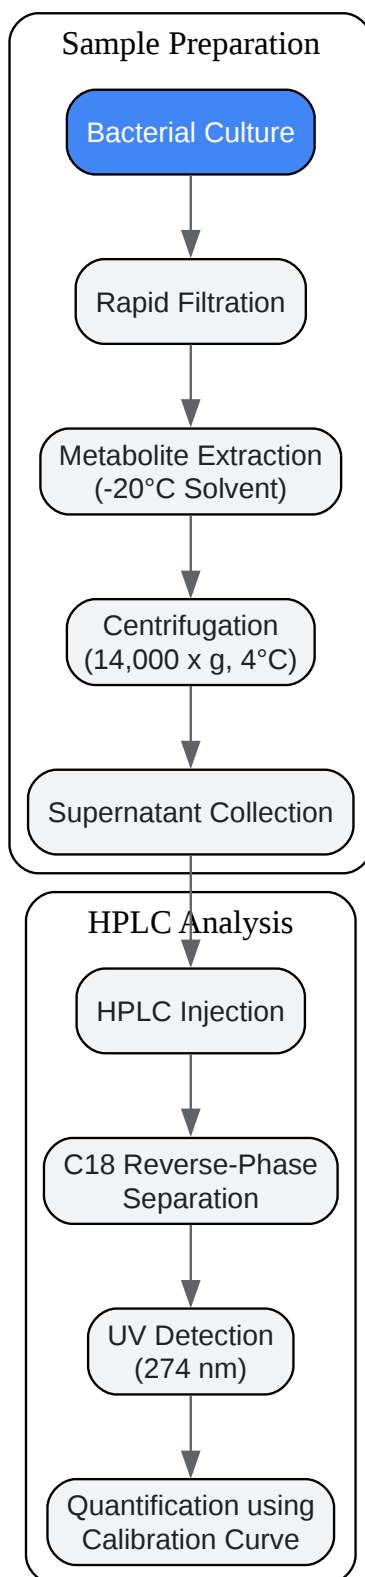 Sample Preparation
Bacterial Culture
Rapid Filtration
Metabolite Extraction
(-20°C Solvent)
Centrifugation
(14,000 x g, 4°C)
Supernatant Collection
HPLC Analysis
HPLC Injection
C18 Reverse-Phase
Separation
UV Detection
(274 nm)
Quantification using
Calibration Curve